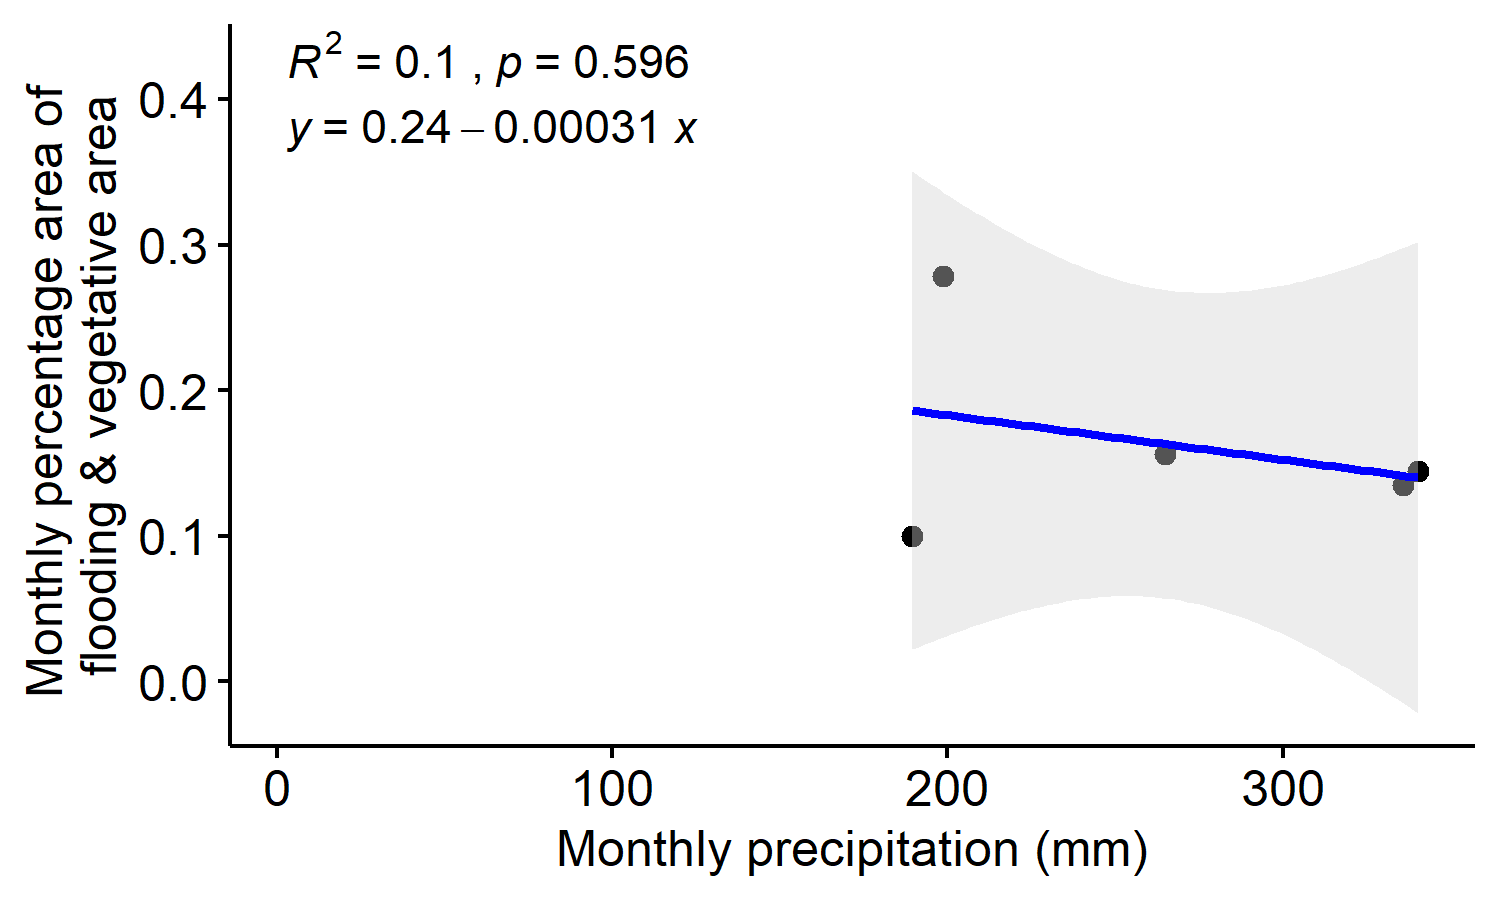 R² = 0.1 , p = 0.596
y = 0.24 – 0.00031 x
Monthly percentage area of
flooding & vegetative area
0.4
0.3
0.2
0.1
0.0
0 100 200 300
Monthly precipitation (mm)